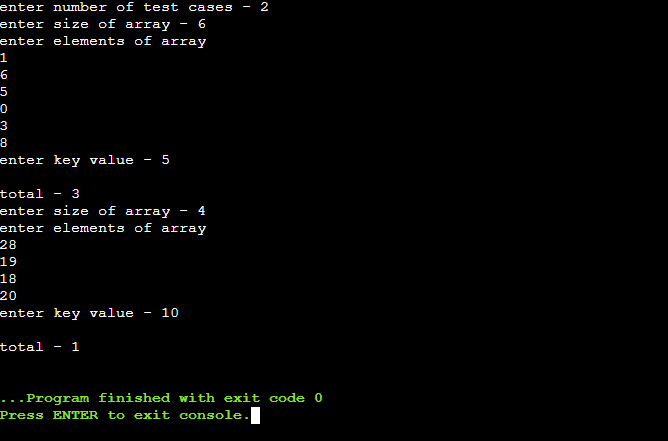 enter number of test cases - 2
enter size of array - 6
enter elements of array
1
6
5
0
3
8
enter key value - 5
total - 3
enter size of array - 4
enter elements of array
28
19
18
20
enter key value - 10
total - 1
...Program finished with exit code 0
Press ENTER to exit console.